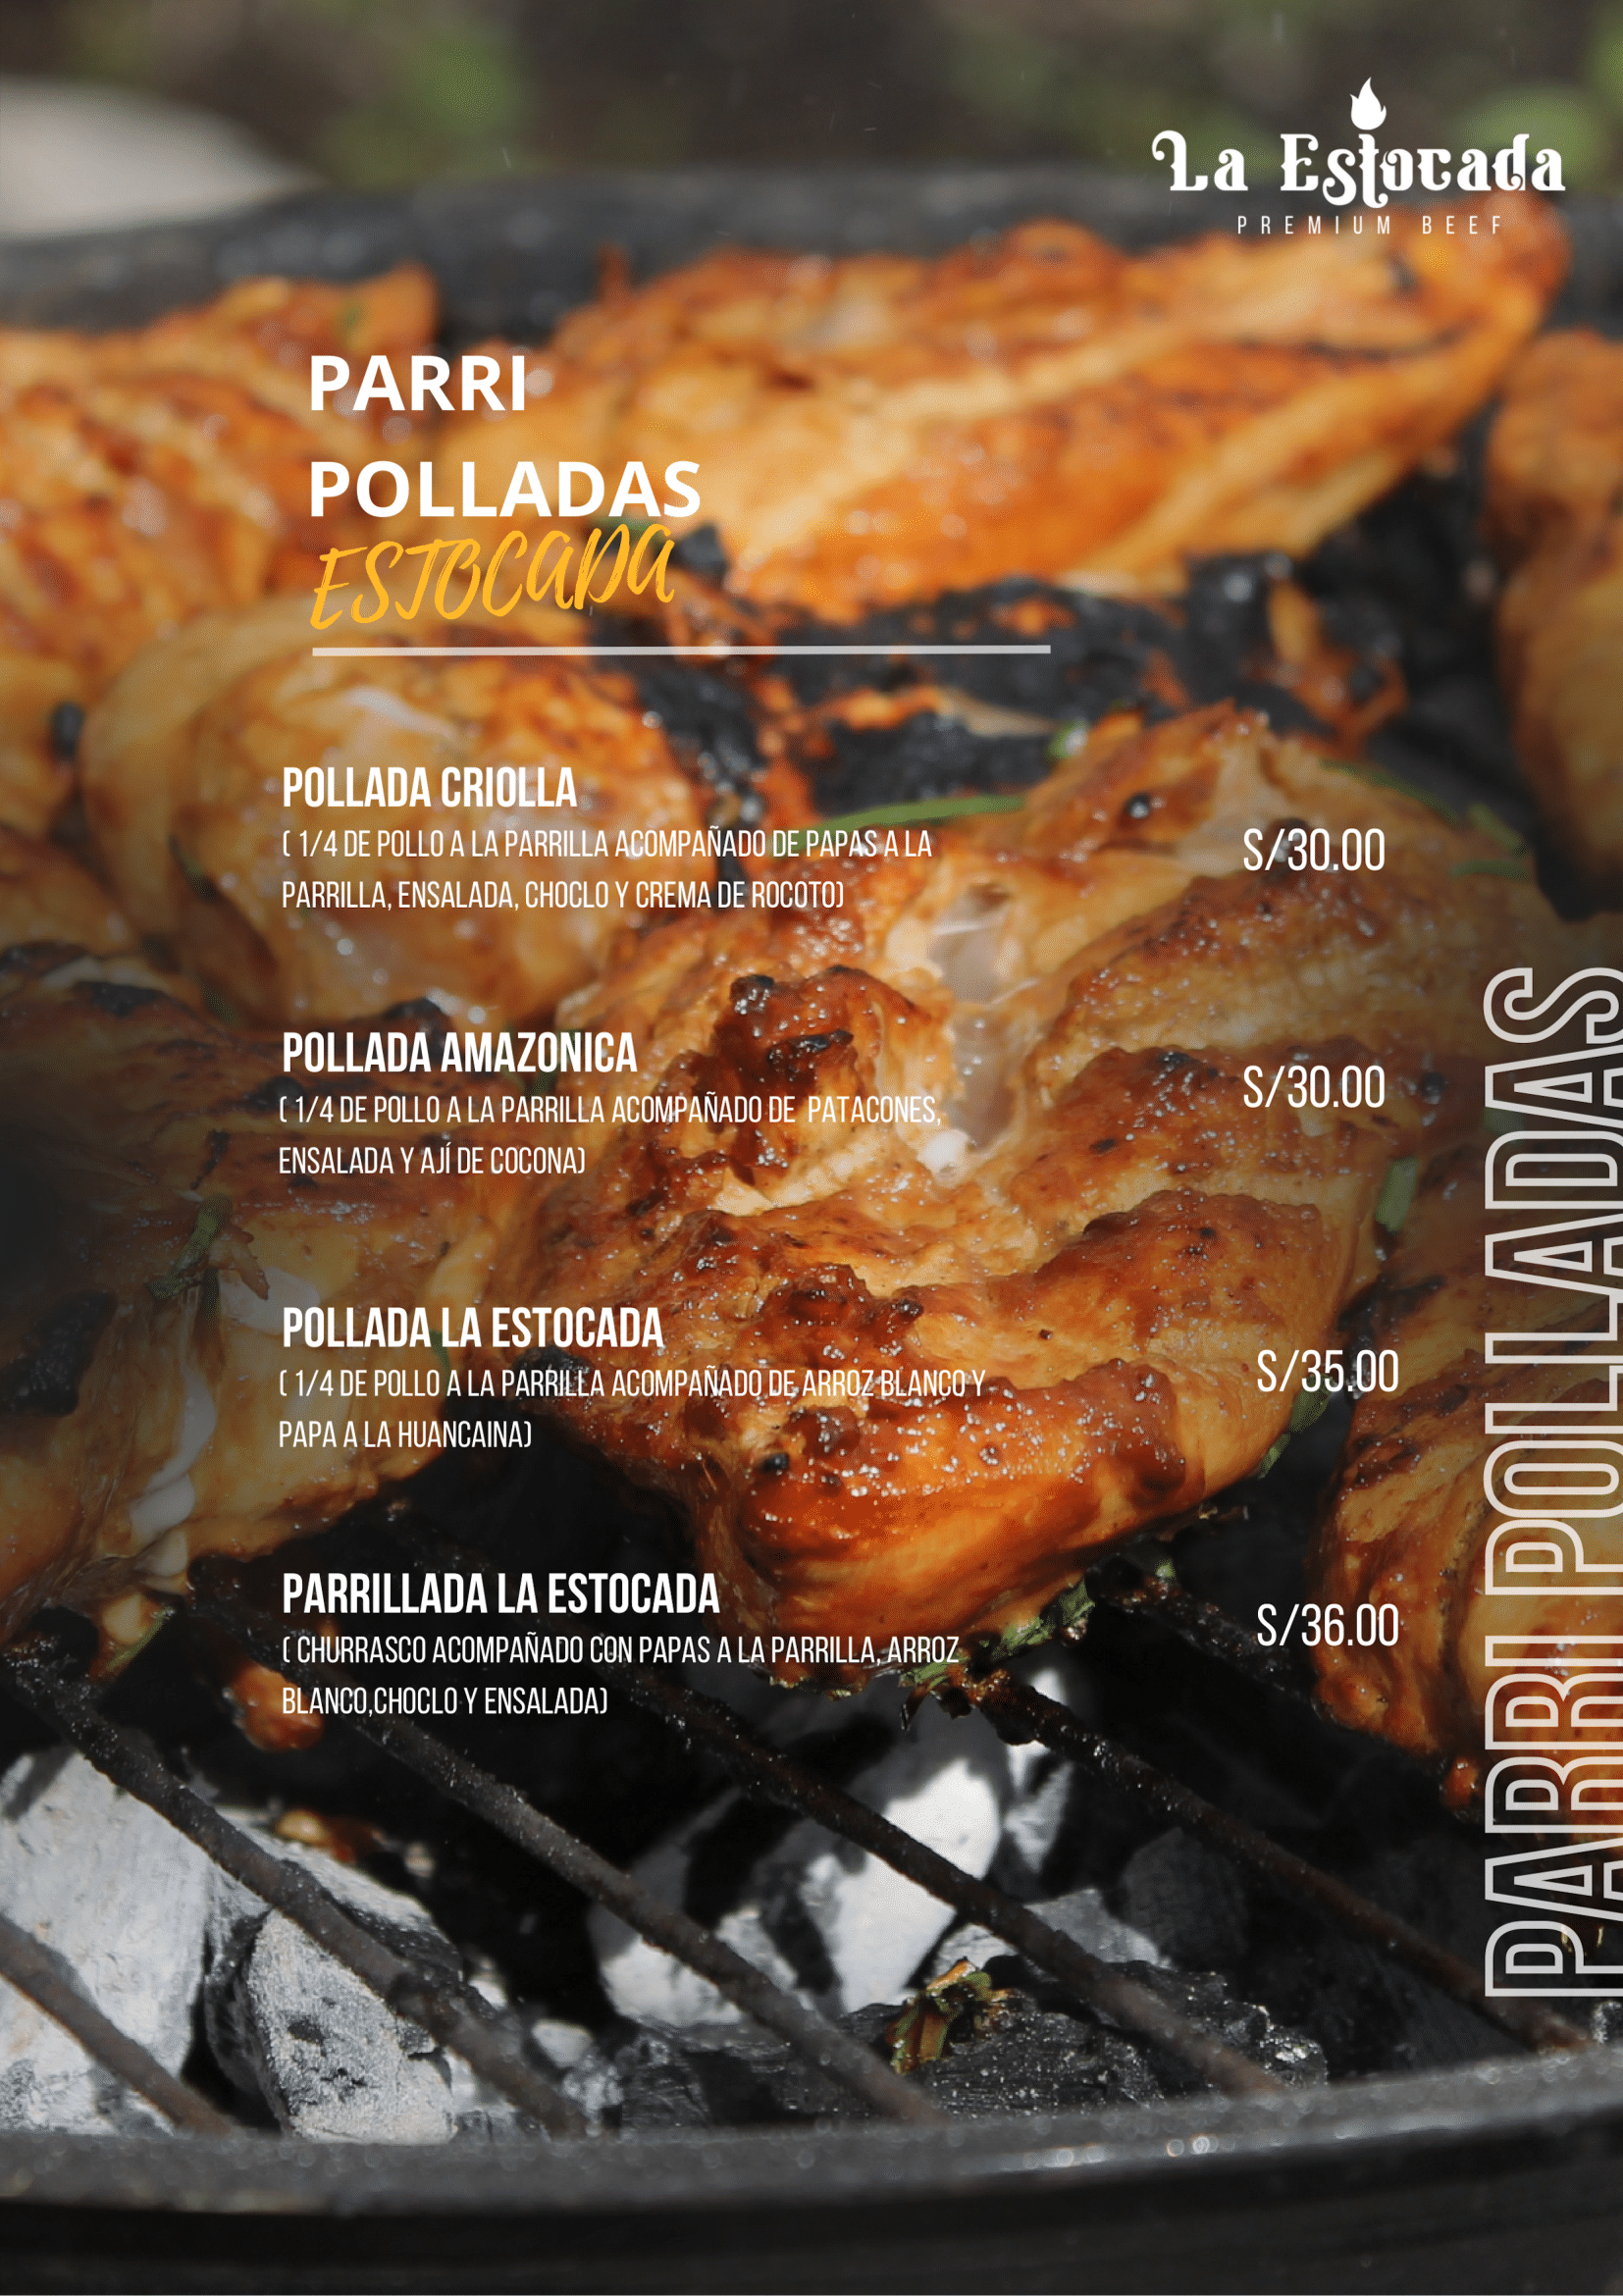 La Estocada
PREMIUM BEEF
PARRI
POLLADAS
ESTOCADA
POLLADA CRIOLLA
( 1/4 DE POLLO A LA PARRILLA ACOMPAÑADO DE PAPAS A LA
PARRILLA, ENSALADA, CHOCLO Y CREMA DE ROCOTO)
S/30.00
POLLADA AMAZONICA
( 1/4 DE POLLO A LA PARRILLA ACOMPAÑADO DE  PATACONES,
ENSALADA Y AJÍ DE COCONA)
S/30.00
POLLADA LA ESTOCADA
( 1/4 DE POLLO A LA PARRILLA ACOMPAÑADO DE ARROZ BLANCO Y
PAPA A LA HUANCAINA)
S/35.00
PARRILLADA LA ESTOCADA
( CHURRASCO ACOMPAÑADO CON PAPAS A LA PARRILLA, ARROZ
BLANCO,CHOCLO Y ENSALADA)
S/36.00
PARRI POLLADAS